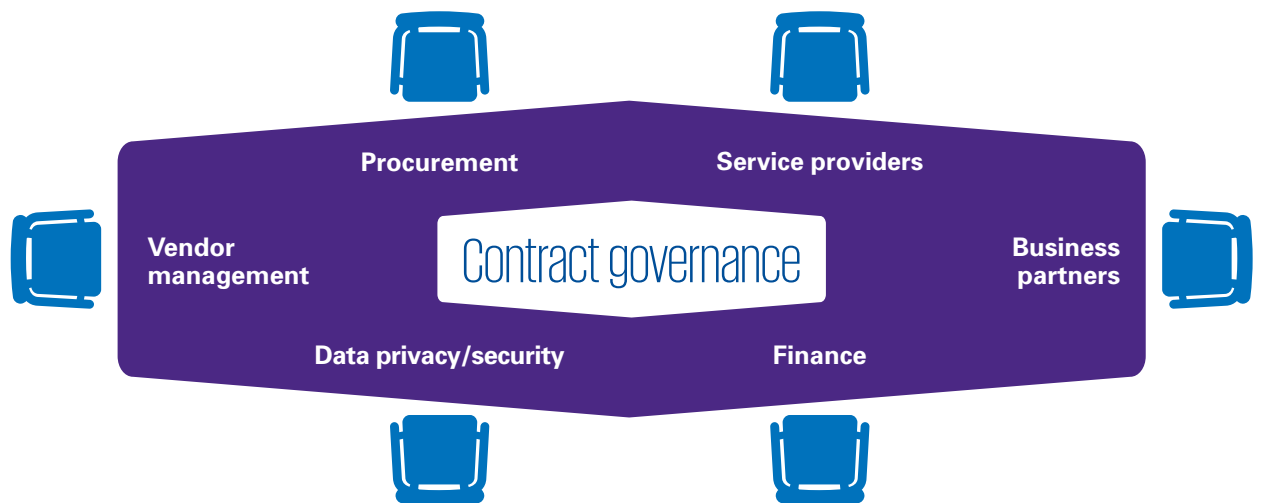 Procurement
Service providers
Vendor
management
Contract governance
Business
partners
Data privacy/security
Finance